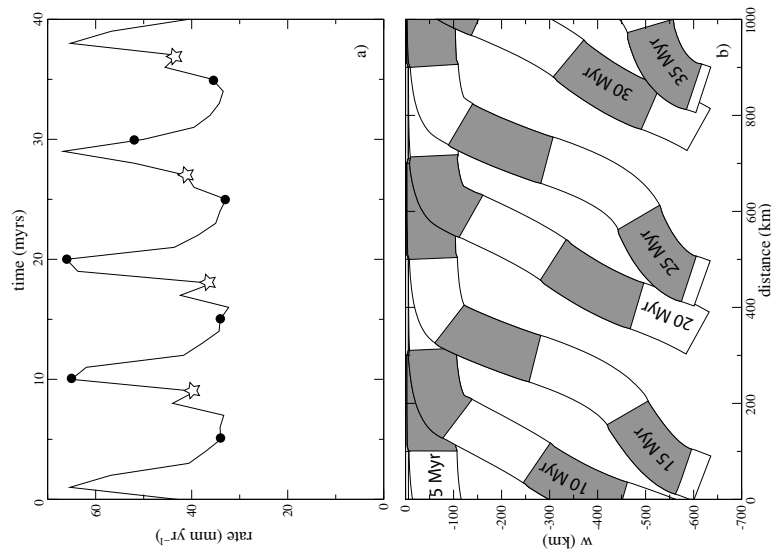 a)
time (myrs)
0
10
20
30
40
rate (mm yr⁻¹)
60
40
20
0
b)
w (km)
0
-100
-200
-300
-400
-500
-600
-700
distance (km)
0
200
400
600
800
1000
5 Myr
10 Myr
15 Myr
20 Myr
25 Myr
30 Myr
35 Myr